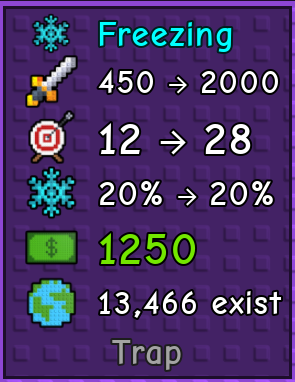 Freezing
450 → 2000
12 → 28
20% → 20%
$
1250
13,466 exist
Trap